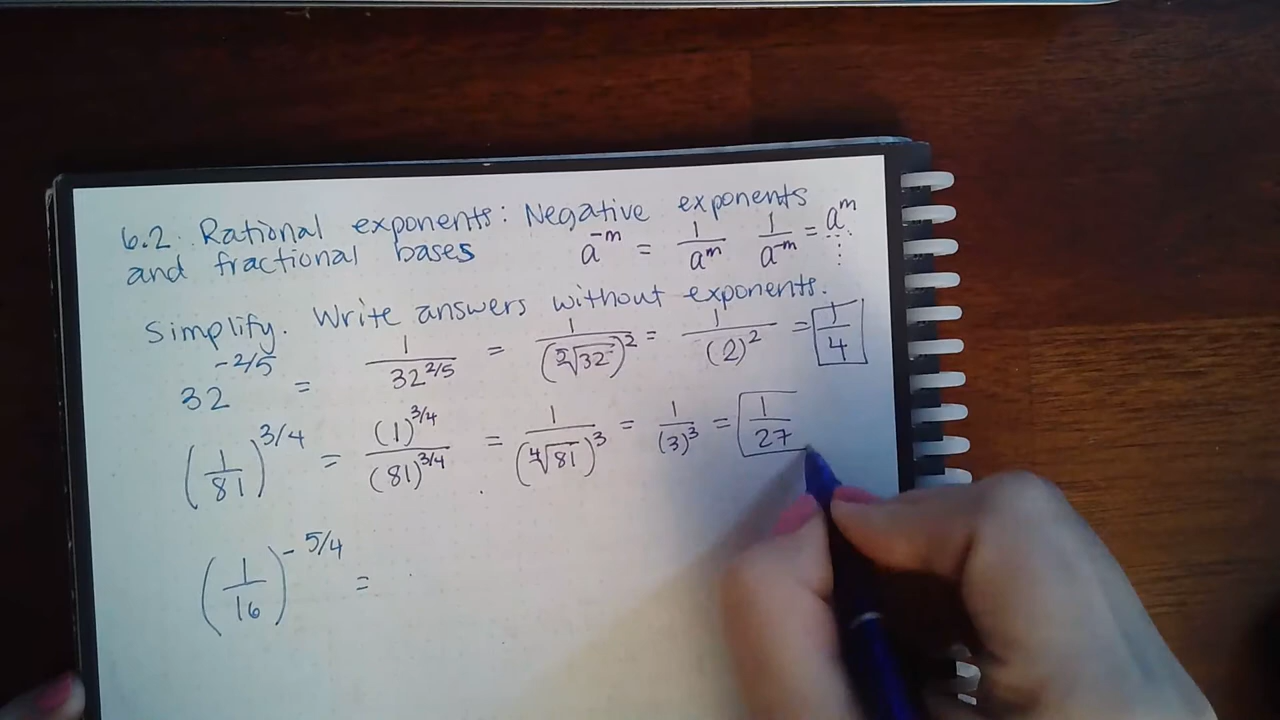 6.2 Rational exponents: Negative exponents
and fractional bases a^-m = 1/a^m 1/a^-m = a^m
Simplify. Write answers without exponents.
32^-2/5 = 1/32^2/5 = 1/(⁵√32)^2 = 1/(2)^2 = 1/4
(1/81)^3/4 = (1)^3/4/(81)^3/4 = 1/(⁴√81)^3 = 1/(3)^3 = 1/27
(1/16)^-5/4 =